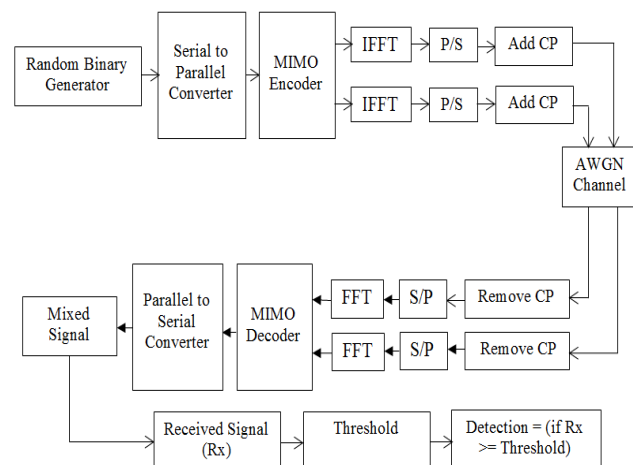 Random Binary
Generator
Serial to
Parallel
Converter
MIMO
Encoder
IFFT
P/S
Add CP
IFFT
P/S
Add CP
AWGN
Channel
Mixed
Signal
Parallel to
Serial
Converter
MIMO
Decoder
FFT
S/P
Remove CP
FFT
S/P
Remove CP
Received Signal
(Rx)
Threshold
Detection = (if Rx
>= Threshold)